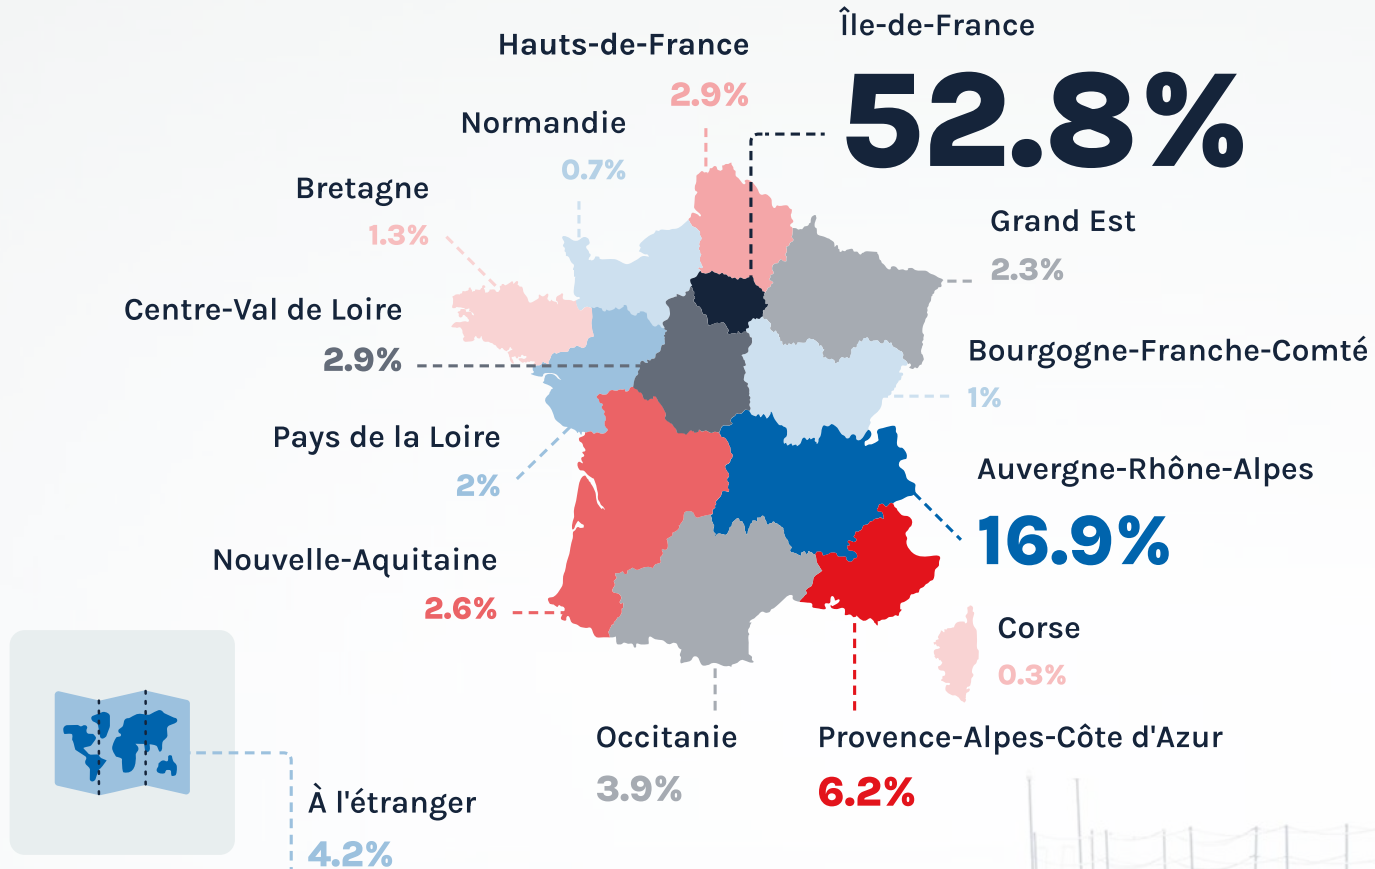 Île-de-France
52.8%
Hauts-de-France
2.9%
Normandie
0.7%
Bretagne
1.3%
Grand Est
2.3%
Centre-Val de Loire
2.9%
Bourgogne-Franche-Comté
1%
Pays de la Loire
2%
Auvergne-Rhône-Alpes
16.9%
Nouvelle-Aquitaine
2.6%
Corse
0.3%
Occitanie
3.9%
Provence-Alpes-Côte d'Azur
6.2%
À l'étranger
4.2%